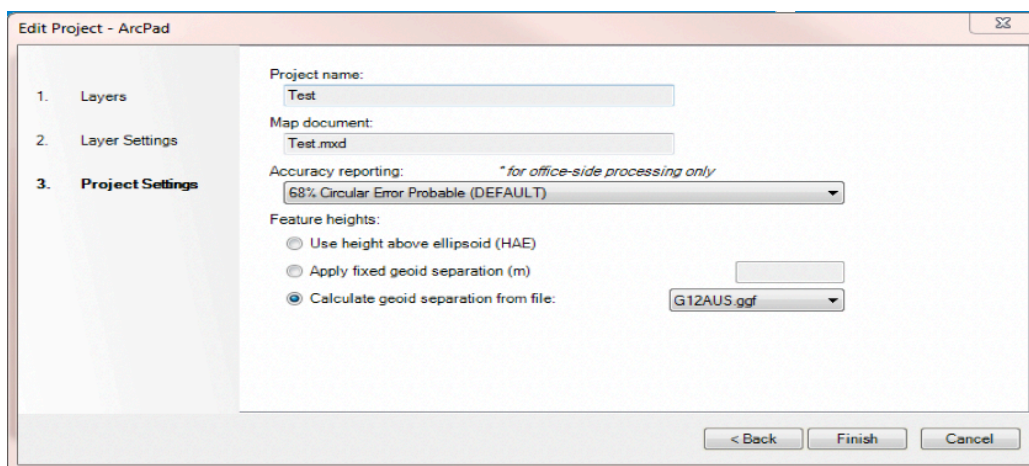 Edit Project - ArcPad
1. Layers
2. Layer Settings
3. Project Settings
Project name:
Test
Map document:
Test.mxd
Accuracy reporting: * for office-side processing only
68% Circular Error Probable (DEFAULT)
Feature heights:
Use height above ellipsoid (HAE)
Apply fixed geoid separation (m)
Calculate geoid separation from file: G12AUS.ggf
< Back Finish Cancel